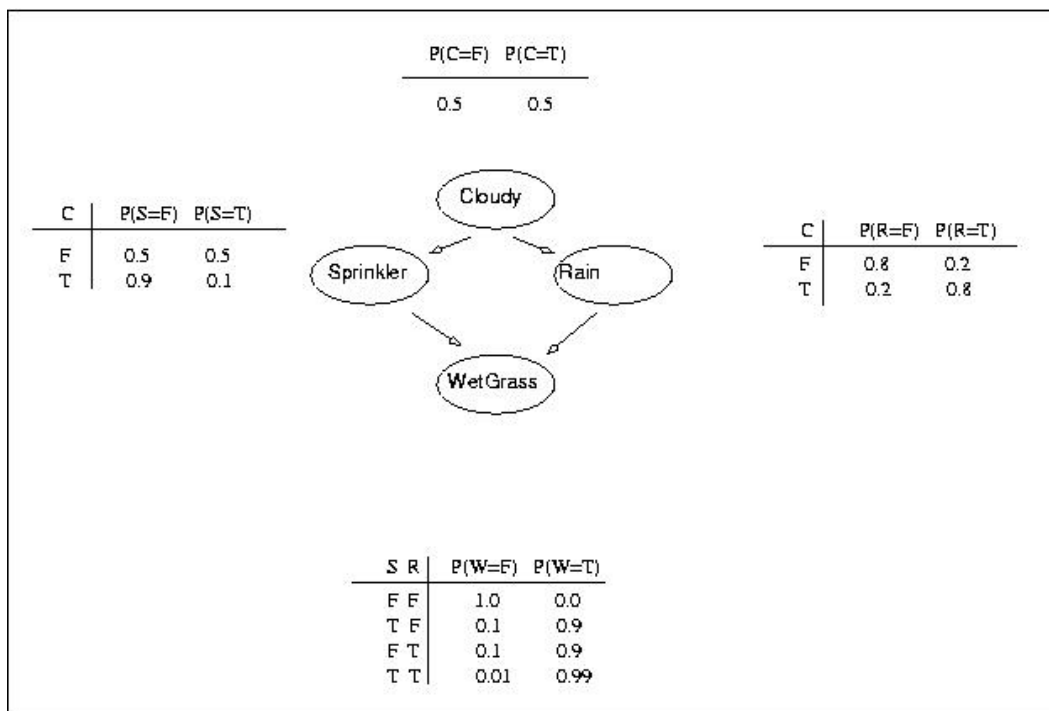 P(C=F) P(C=T)
0.5 0.5
Cloudy
C P(S=F) P(S=T)
F 0.5 0.5
T 0.9 0.1
Sprinkler
Rain
C P(R=F) P(R=T)
F 0.8 0.2
T 0.2 0.8
WetGrass
S R P(W=F) P(W=T)
F F 1.0 0.0
T F 0.1 0.9
F T 0.1 0.9
T T 0.01 0.99